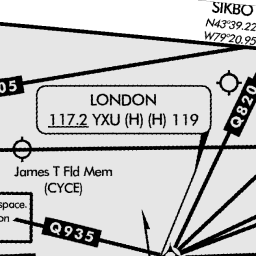 SIKBO
N43°39.22
W79°20.95
05
Q820
LONDON
117.2 YXU (H) (H) 119
James T Fld Mem
(CYCE)
space.
on
Q935